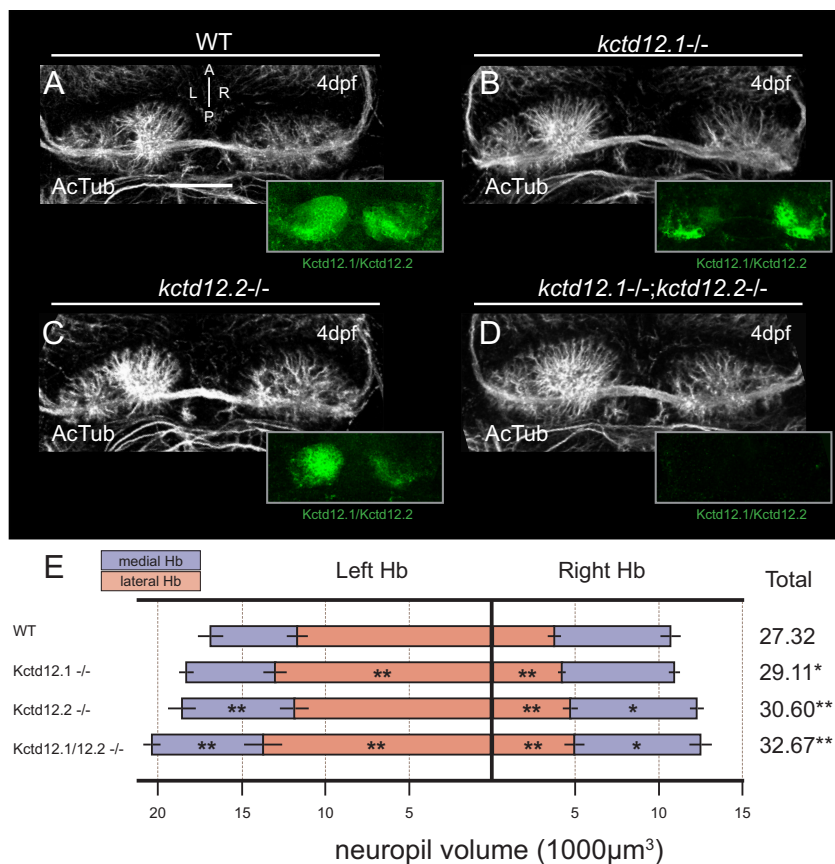 WT
kctd12.1-/-
A
A
L R
P
4dpf
AcTub
Kctd12.1/Kctd12.2
B
4dpf
AcTub
Kctd12.1/Kctd12.2
kctd12.2-/-
kctd12.1-/-;kctd12.2-/-
C
4dpf
AcTub
Kctd12.1/Kctd12.2
D
4dpf
AcTub
Kctd12.1/Kctd12.2
E
medial Hb
lateral Hb
Left Hb
Right Hb
Total
WT
27.32
Kctd12.1 -/-
** **
29.11*
Kctd12.2 -/-
** ** *
30.60**
Kctd12.1/12.2 -/-
** ** ** *
32.67**
20 15 10 5 5 10 15
neuropil volume (1000µm³)